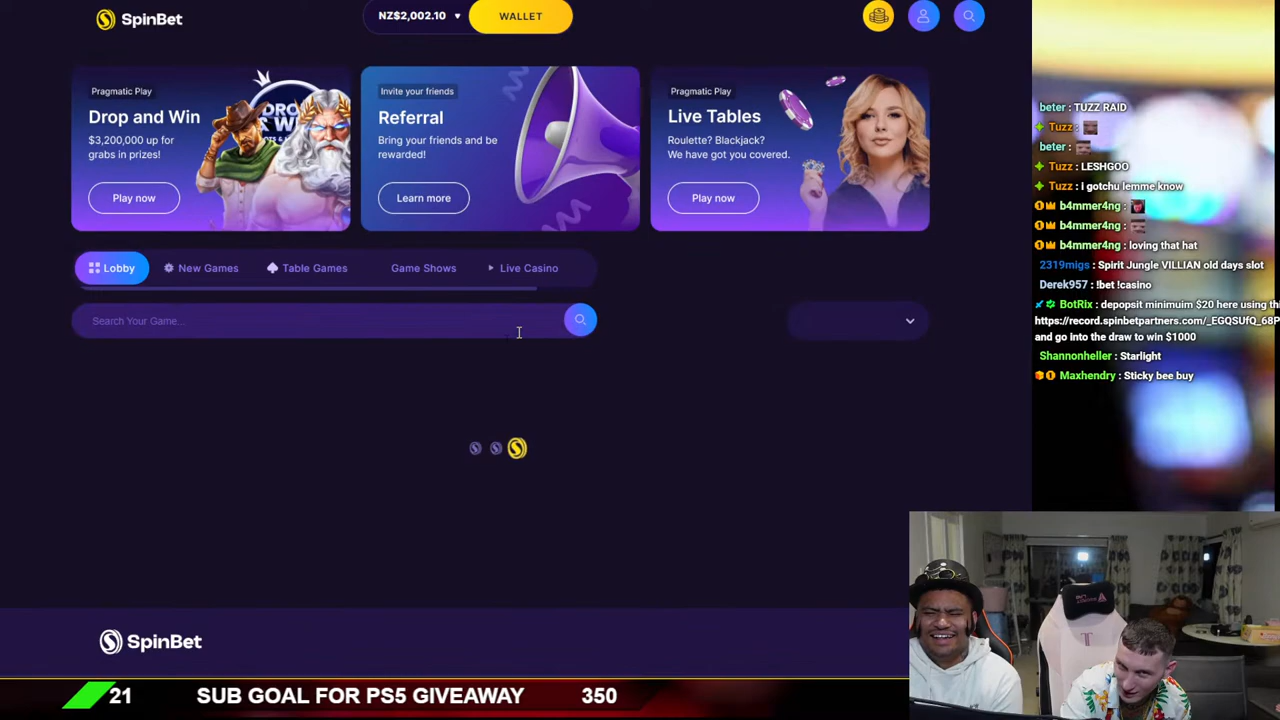 SpinBet
NZ$2,002.10
WALLET
Pragmatic Play
Drop and Win
$3,200,000 up for
grabs in prizes!
Play now
Invite your friends
Referral
Bring your friends and be
rewarded!
Learn more
Pragmatic Play
Live Tables
Roulette? Blackjack?
We have got you covered.
Play now
Lobby
New Games
Table Games
Game Shows
Live Casino
Search Your Game...
SpinBet
beter : TUZZ RAID
Tuzz :
beter :
Tuzz : LESHGOO
Tuzz : i gotchu lemme know
b4mmer4ng :
b4mmer4ng :
b4mmer4ng : loving that hat
2319migs : Spirit Jungle VILLIAN old days slot
Derek957 : !bet !casino
BotRix : depopsit minimuim $20 here using thi
https://record.spinbetpartners.com/_EGQSUfQ_68P
and go into the draw to win $1000
Shannonheller : Starlight
Maxhendry : Sticky bee buy
21 SUB GOAL FOR PS5 GIVEAWAY 350